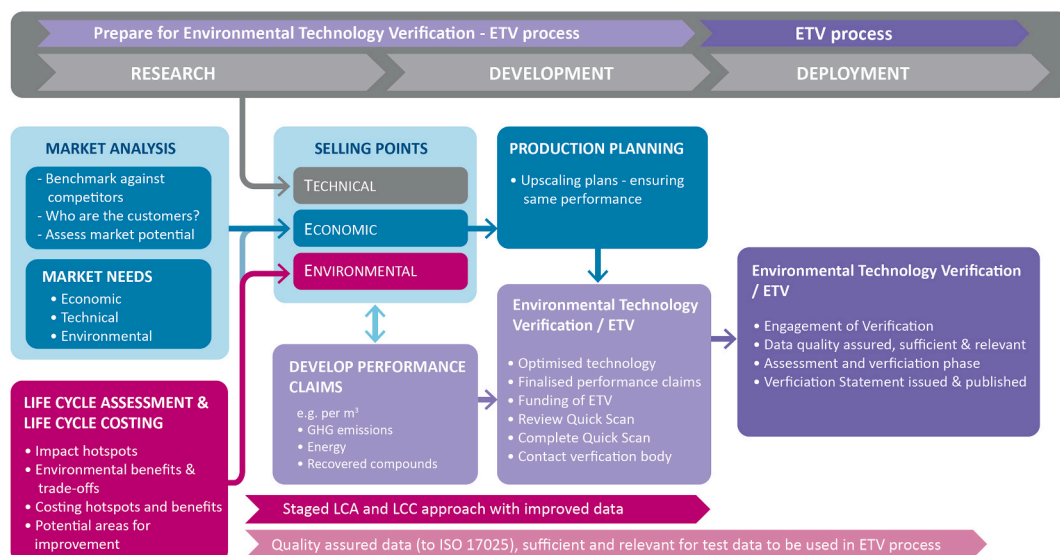 Prepare for Environmental Technology Verification - ETV process
ETV process
RESEARCH
DEVELOPMENT
DEPLOYMENT
MARKET ANALYSIS
- Benchmark against
competitors
- Who are the customers?
- Assess market potential
MARKET NEEDS
• Economic
• Technical
• Environmental
LIFE CYCLE ASSESSMENT &
LIFE CYCLE COSTING
• Impact hotspots
• Environmental benefits &
trade-offs
• Costing hotspots and benefits
• Potential areas for
improvement
SELLING POINTS
TECHNICAL
ECONOMIC
ENVIRONMENTAL
DEVELOP PERFORMANCE
CLAIMS
e.g. per m³
• GHG emissions
• Energy
• Recovered compounds
PRODUCTION PLANNING
• Upscaling plans - ensuring
same performance
Environmental Technology
Verification / ETV
• Optimised technology
• Finalised performance claims
• Funding of ETV
• Review Quick Scan
• Complete Quick Scan
• Contact verfication body
Environmental Technology Verification
/ ETV
• Engagement of Verification
• Data quality assured, sufficient & relevant
• Assessment and verficiation phase
• Verficiation Statement issued & published
Staged LCA and LCC approach with improved data
Quality assured data (to ISO 17025), sufficient and relevant for test data to be used in ETV process